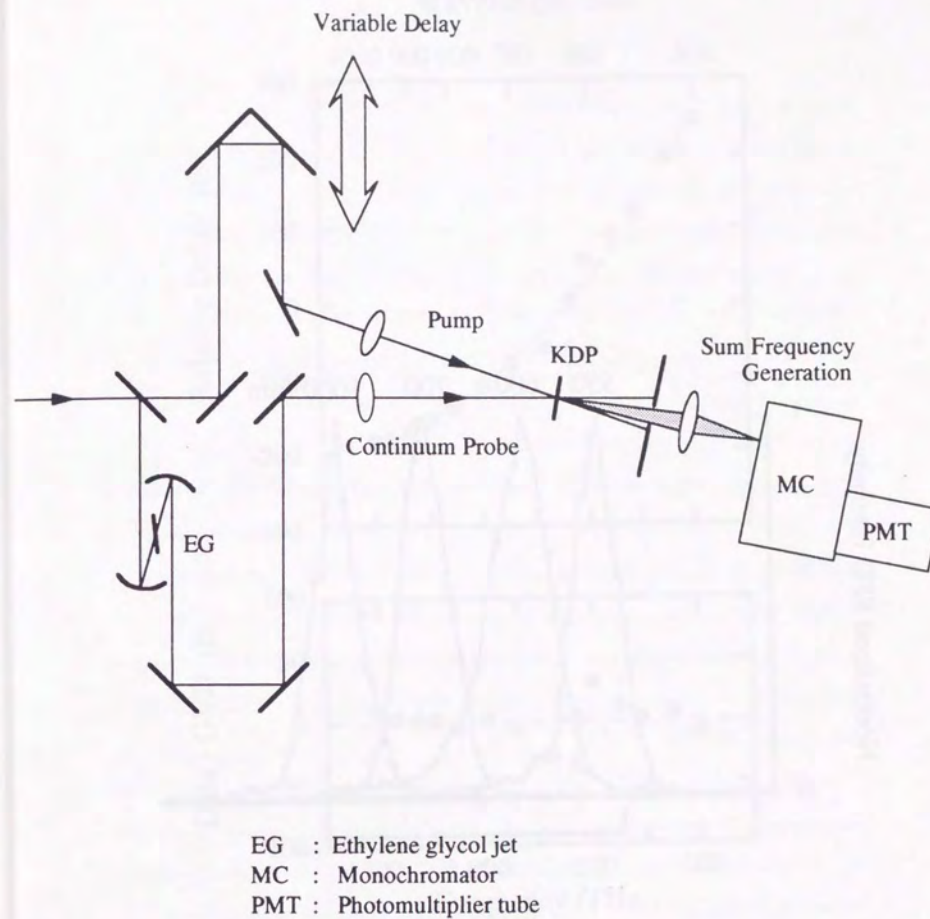 Variable Delay
Pump
KDP
Sum Frequency
Generation
Continuum Probe
MC
PMT
EG
EG : Ethylene glycol jet
MC : Monochromator
PMT : Photomultiplier tube